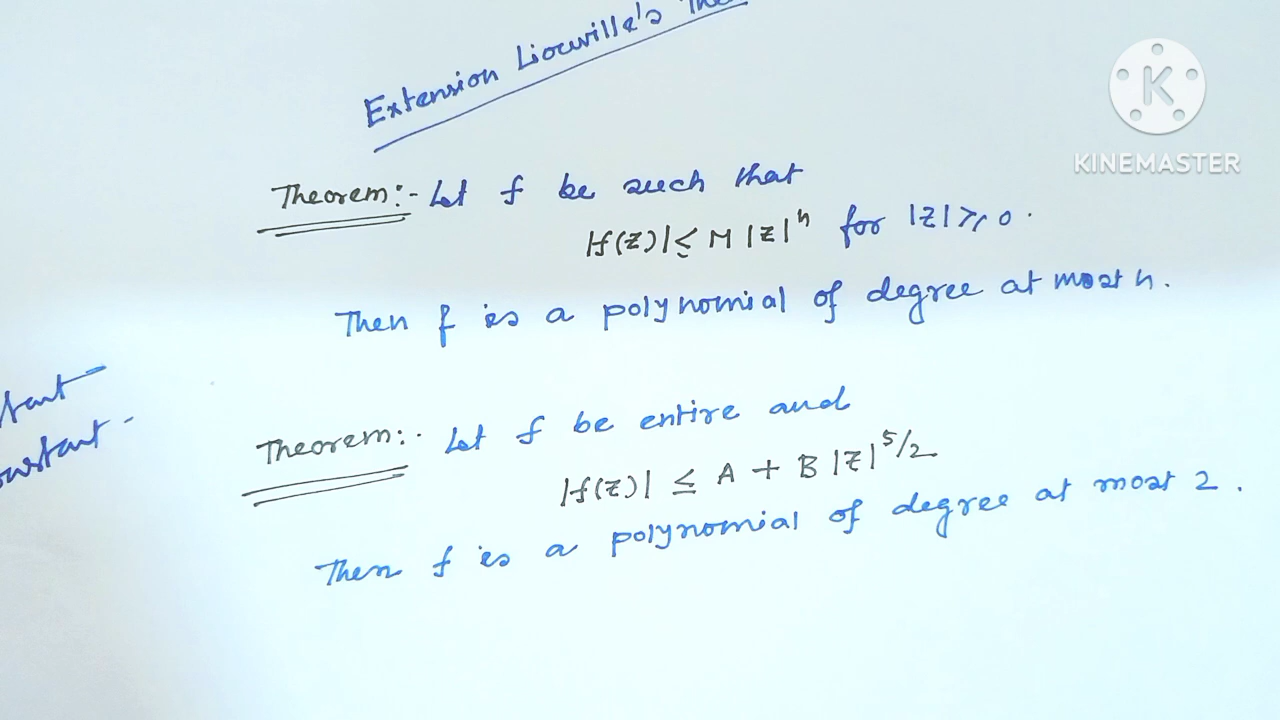 Extension Liouville's
Theorem:- Let f be such that
|f(z)| ≤ M |z|ⁿ for |z| ≥ 0.
Then f is a polynomial of degree at most n.
Theorem:- Let f be entire and
|f(z)| ≤ A + B |z|^5/2
Then f is a polynomial of degree at most 2.
K
KINEMASTER